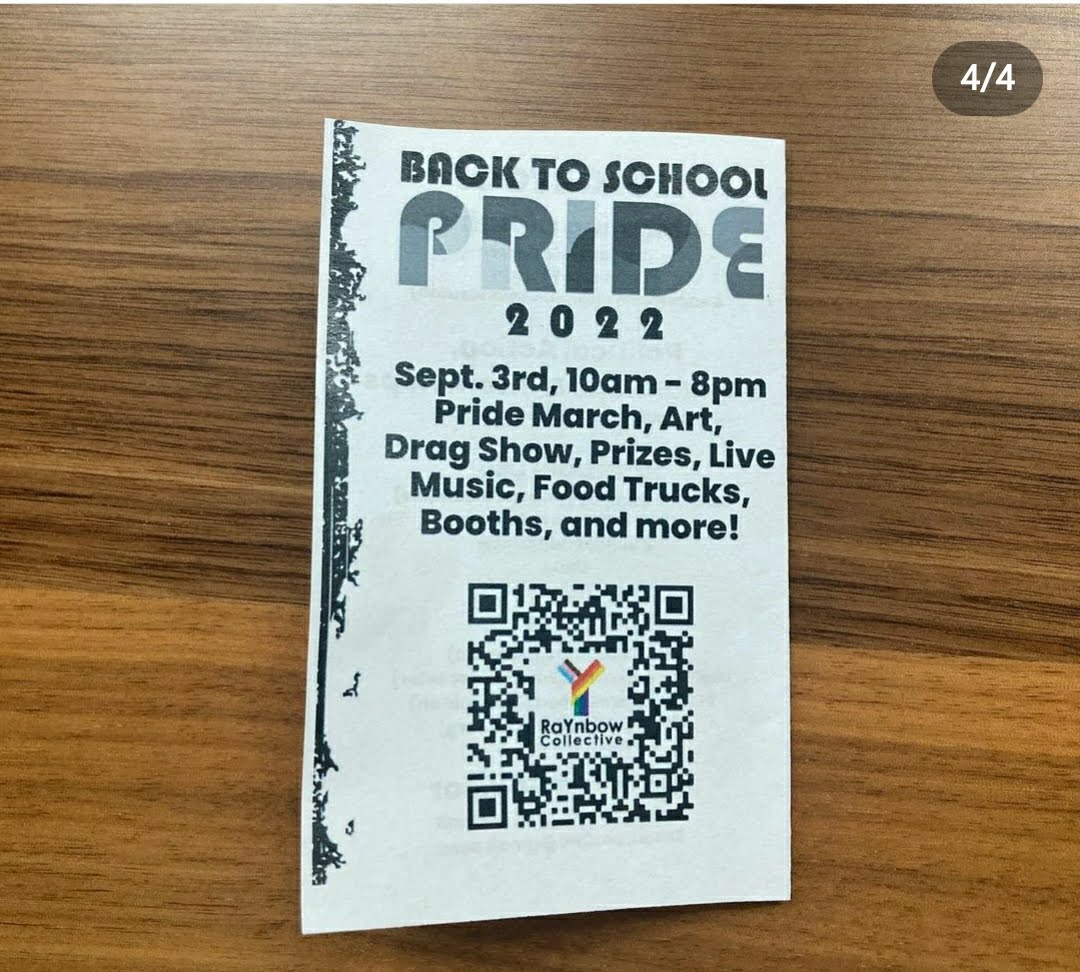 4/4
BACK TO SCHOOL
PRIDE
2022
Sept. 3rd, 10am - 8pm
Pride March, Art,
Drag Show, Prizes, Live
Music, Food Trucks,
Booths, and more!
RaYnbow
Collective